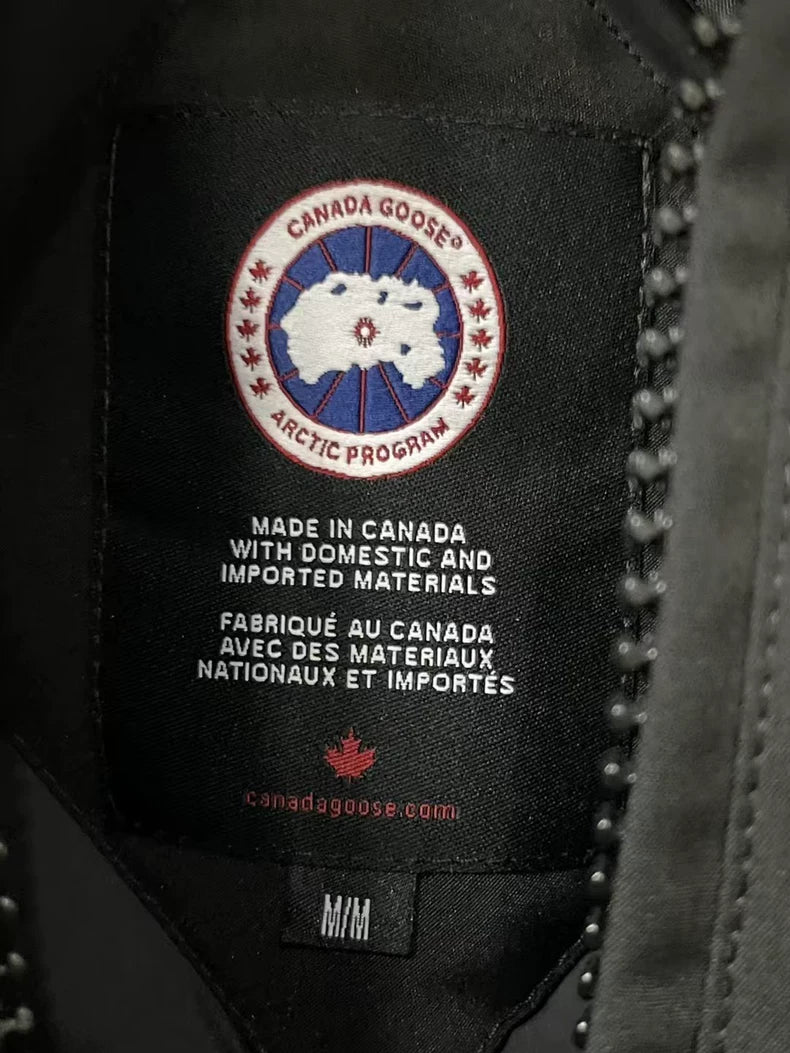 CANADA GOOSE®
ARCTIC PROGRAM
MADE IN CANADA
WITH DOMESTIC AND
IMPORTED MATERIALS
FABRIQUÉ AU CANADA
AVEC DES MATERIAUX
NATIONAUX ET IMPORTÉS
canadagoose.com
M/M